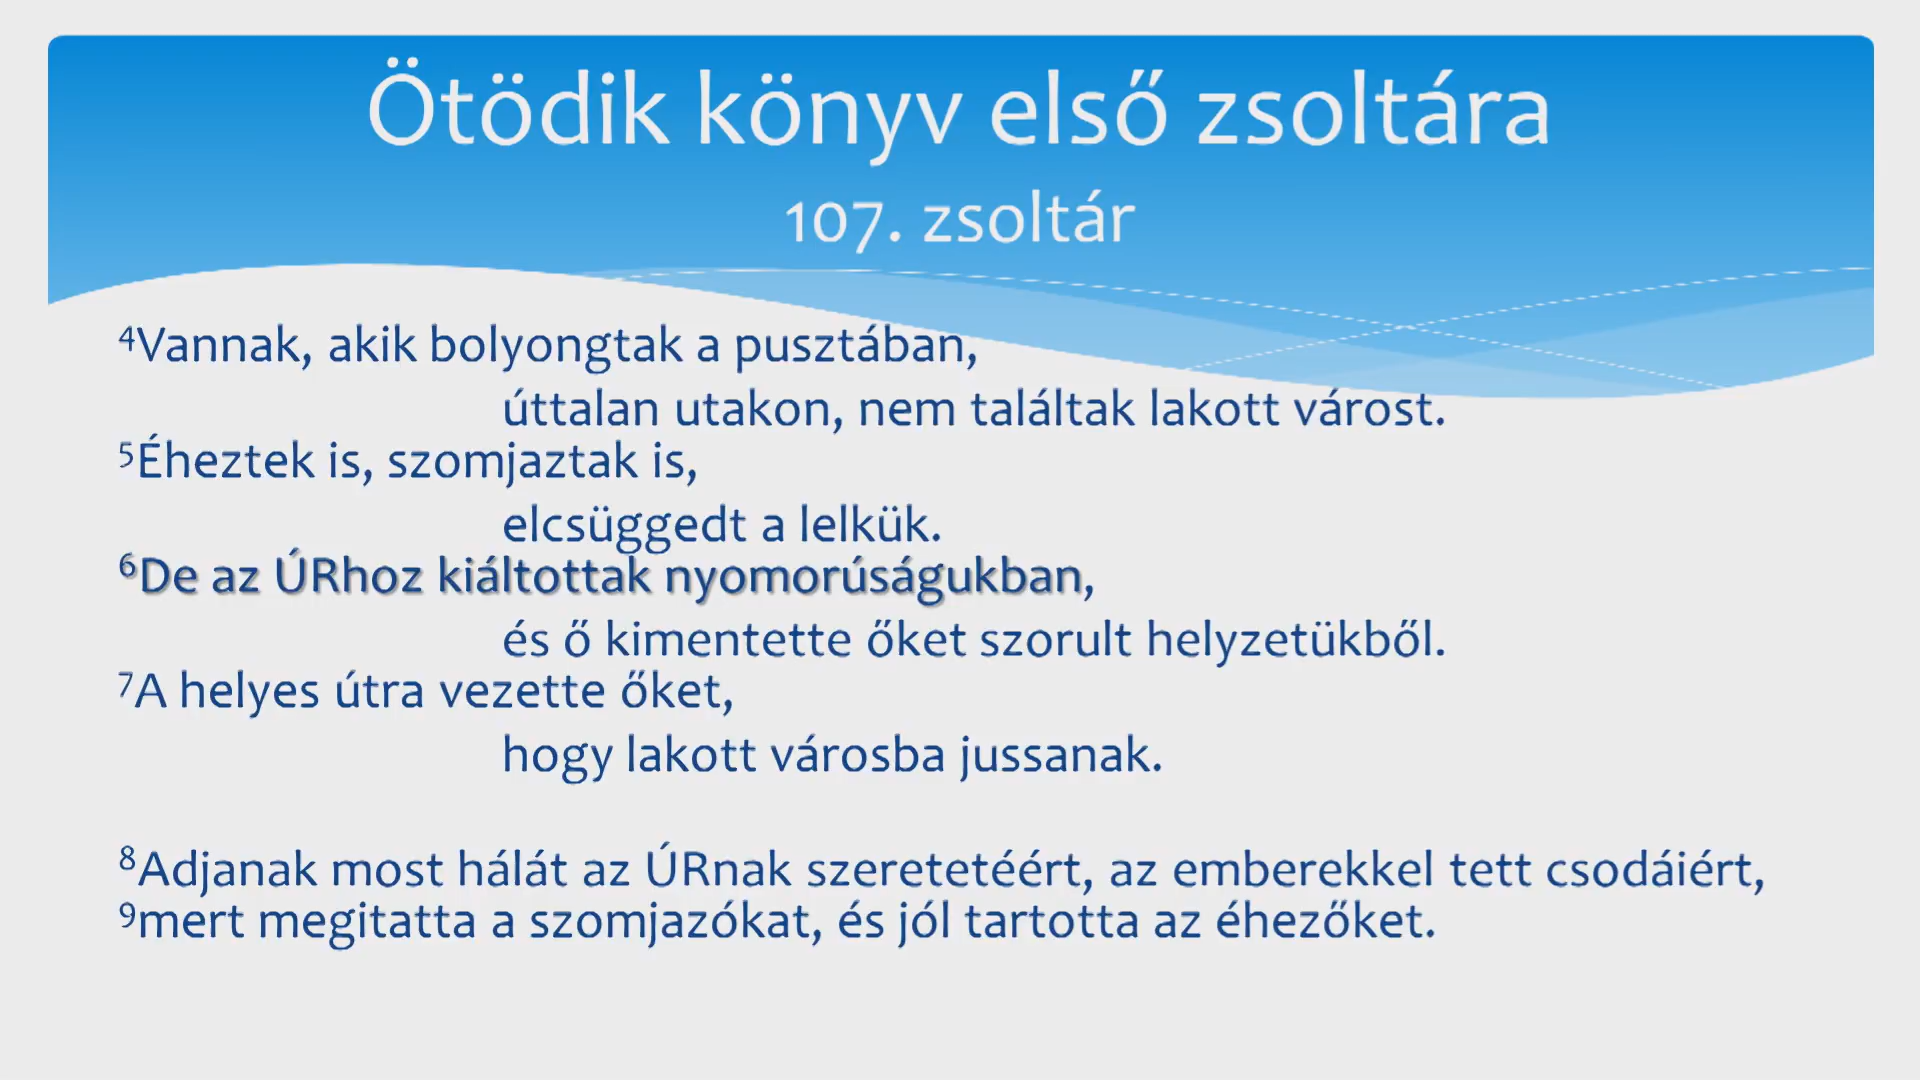 Ötödik könyv első zsoltára
107. zsoltár
⁴Vannak, akik bolyongtak a pusztában,
úttalan utakon, nem találtak lakott várost.
⁵Éheztek is, szomjaztak is,
elcsüggedt a lelkük.
⁶De az ÚRhoz kiáltottak nyomorúságukban,
és ő kimentette őket szorult helyzetükből.
⁷A helyes útra vezette őket,
hogy lakott városba jussanak.
⁸Adjanak most hálát az ÚRnak szeretetéért, az emberekkel tett csodáiért,
⁹mert megitatta a szomjazókat, és jól tartotta az éhezőket.